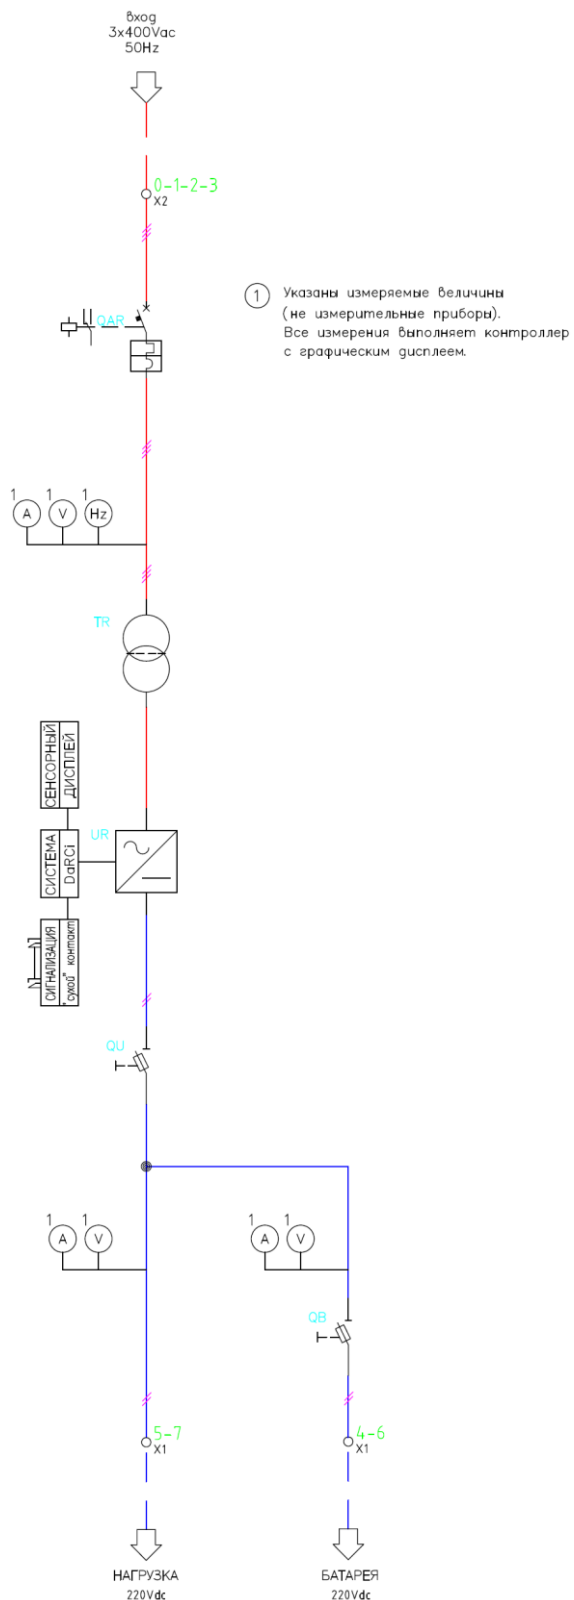 вход
3x400Vac
50Hz
0-1-2-3
X2
1 Указаны измеряемые величины
(не измерительные приборы).
Все измерения выполняет контроллер
с графическим дисплеем.
QAR
1 1 1
A V Hz
TR
СЕНСОРНЫЙ
ДИСПЛЕЙ
UR
СИСТЕМА
DaRCi
СИГНАЛИЗАЦИЯ
"сухой" контакт
QU
1 1
A V
1 1
A V
QB
5-7
X1
4-6
X1
НАГРУЗКА
220Vdc
БАТАРЕЯ
220Vdc